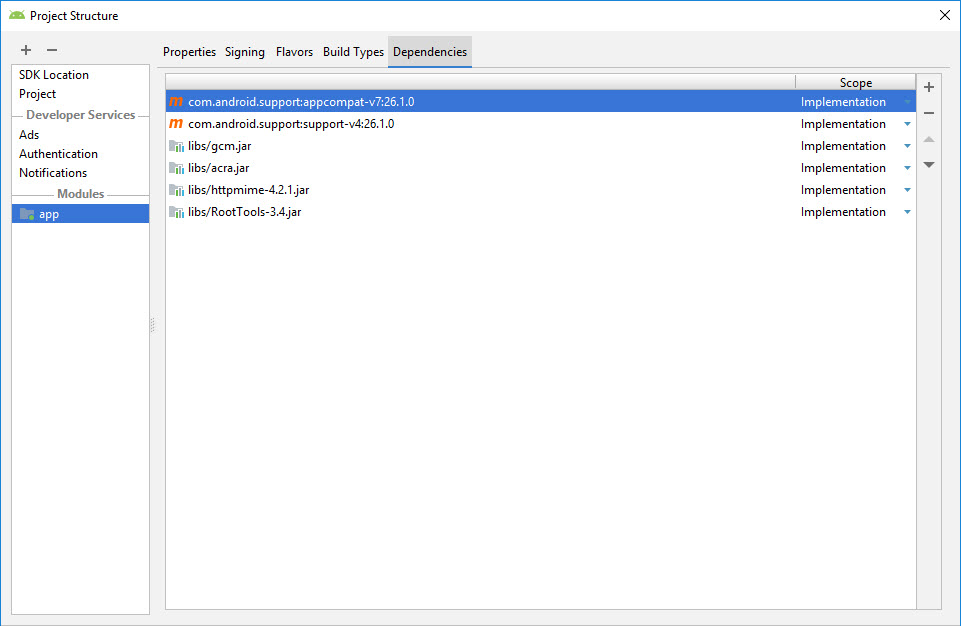 Project Structure
Properties Signing Flavors Build Types Dependencies
SDK Location
Project
Developer Services
Ads
Authentication
Notifications
Modules
app
Scope
com.android.support:appcompat-v7:26.1.0 Implementation
com.android.support:support-v4:26.1.0 Implementation
libs/gcm.jar Implementation
libs/acra.jar Implementation
libs/httpmime-4.2.1.jar Implementation
libs/RootTools-3.4.jar Implementation